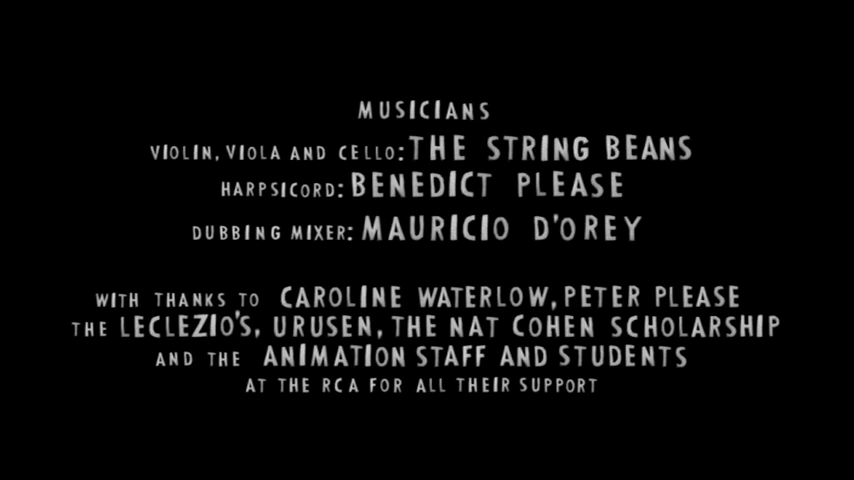 MUSICIANS
VIOLIN, VIOLA AND CELLO: THE STRING BEANS
HARPSICORD: BENEDICT PLEASE
DUBBING MIXER: MAURICIO D'OREY
WITH THANKS TO CAROLINE WATERLOW, PETER PLEASE
THE LECLEZIO'S, URUSEN, THE NAT COHEN SCHOLARSHIP
AND THE ANIMATION STAFF AND STUDENTS
AT THE RCA FOR ALL THEIR SUPPORT